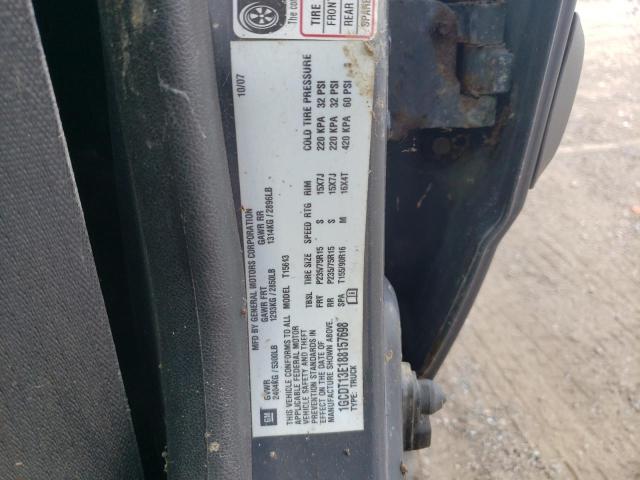 The con
TIRE
FRONT
REAR
SPARE
MFD BY GENERAL MOTORS CORPORATION 10/07
GVWR GAWR FRT GAWR RR
2404KG / 5300LB 1293KG / 2850LB 1314KG / 2896LB
GM
THIS VEHICLE CONFORMS TO ALL
APPLICABLE FEDERAL MOTOR
VEHICLE SAFETY AND THEFT
PREVENTION STANDARDS IN
EFFECT ON THE DATE OF
MANUFACTURE SHOWN ABOVE.
1GCDT13E188157698
TYPE: TRUCK
MODEL T15613
TBSL TIRE SIZE SPEED RTG RIM COLD TIRE PRESSURE
FRT P235/75R15 S 15X7J 220 KPA 32 PSI
RR P235/75R15 S 15X7J 220 KPA 32 PSI
SPA T155/90R16 M 16X4T 420 KPA 60 PSI